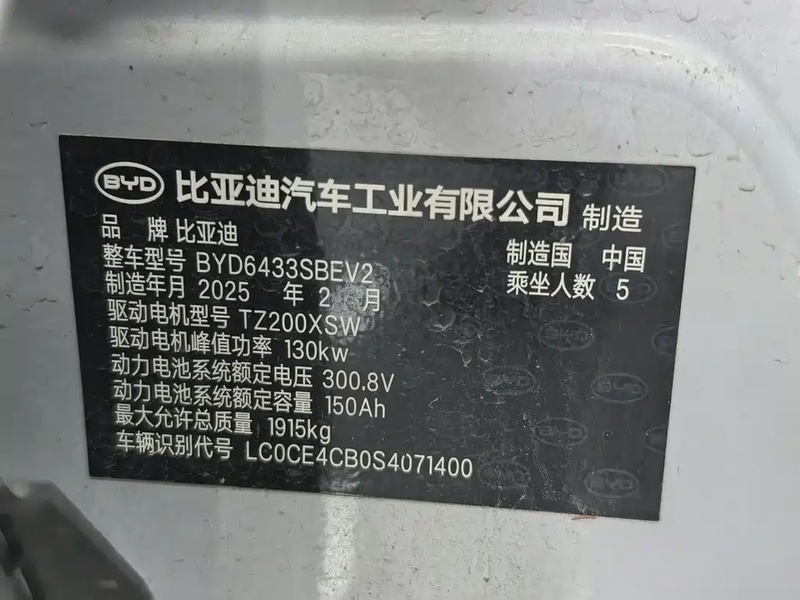 BYD 比亚迪汽车工业有限公司 制造
品 牌 比亚迪
制造国 中国
整车型号 BYD6433SBEV2
乘坐人数 5
制造年月 2025 年 2 月
驱动电机型号 TZ200XSW
驱动电机峰值功率 130kw
动力电池系统额定电压 300.8V
动力电池系统额定容量 150Ah
最大允许总质量 1915kg
车辆识别代号 LC0CE4CB0S4071400